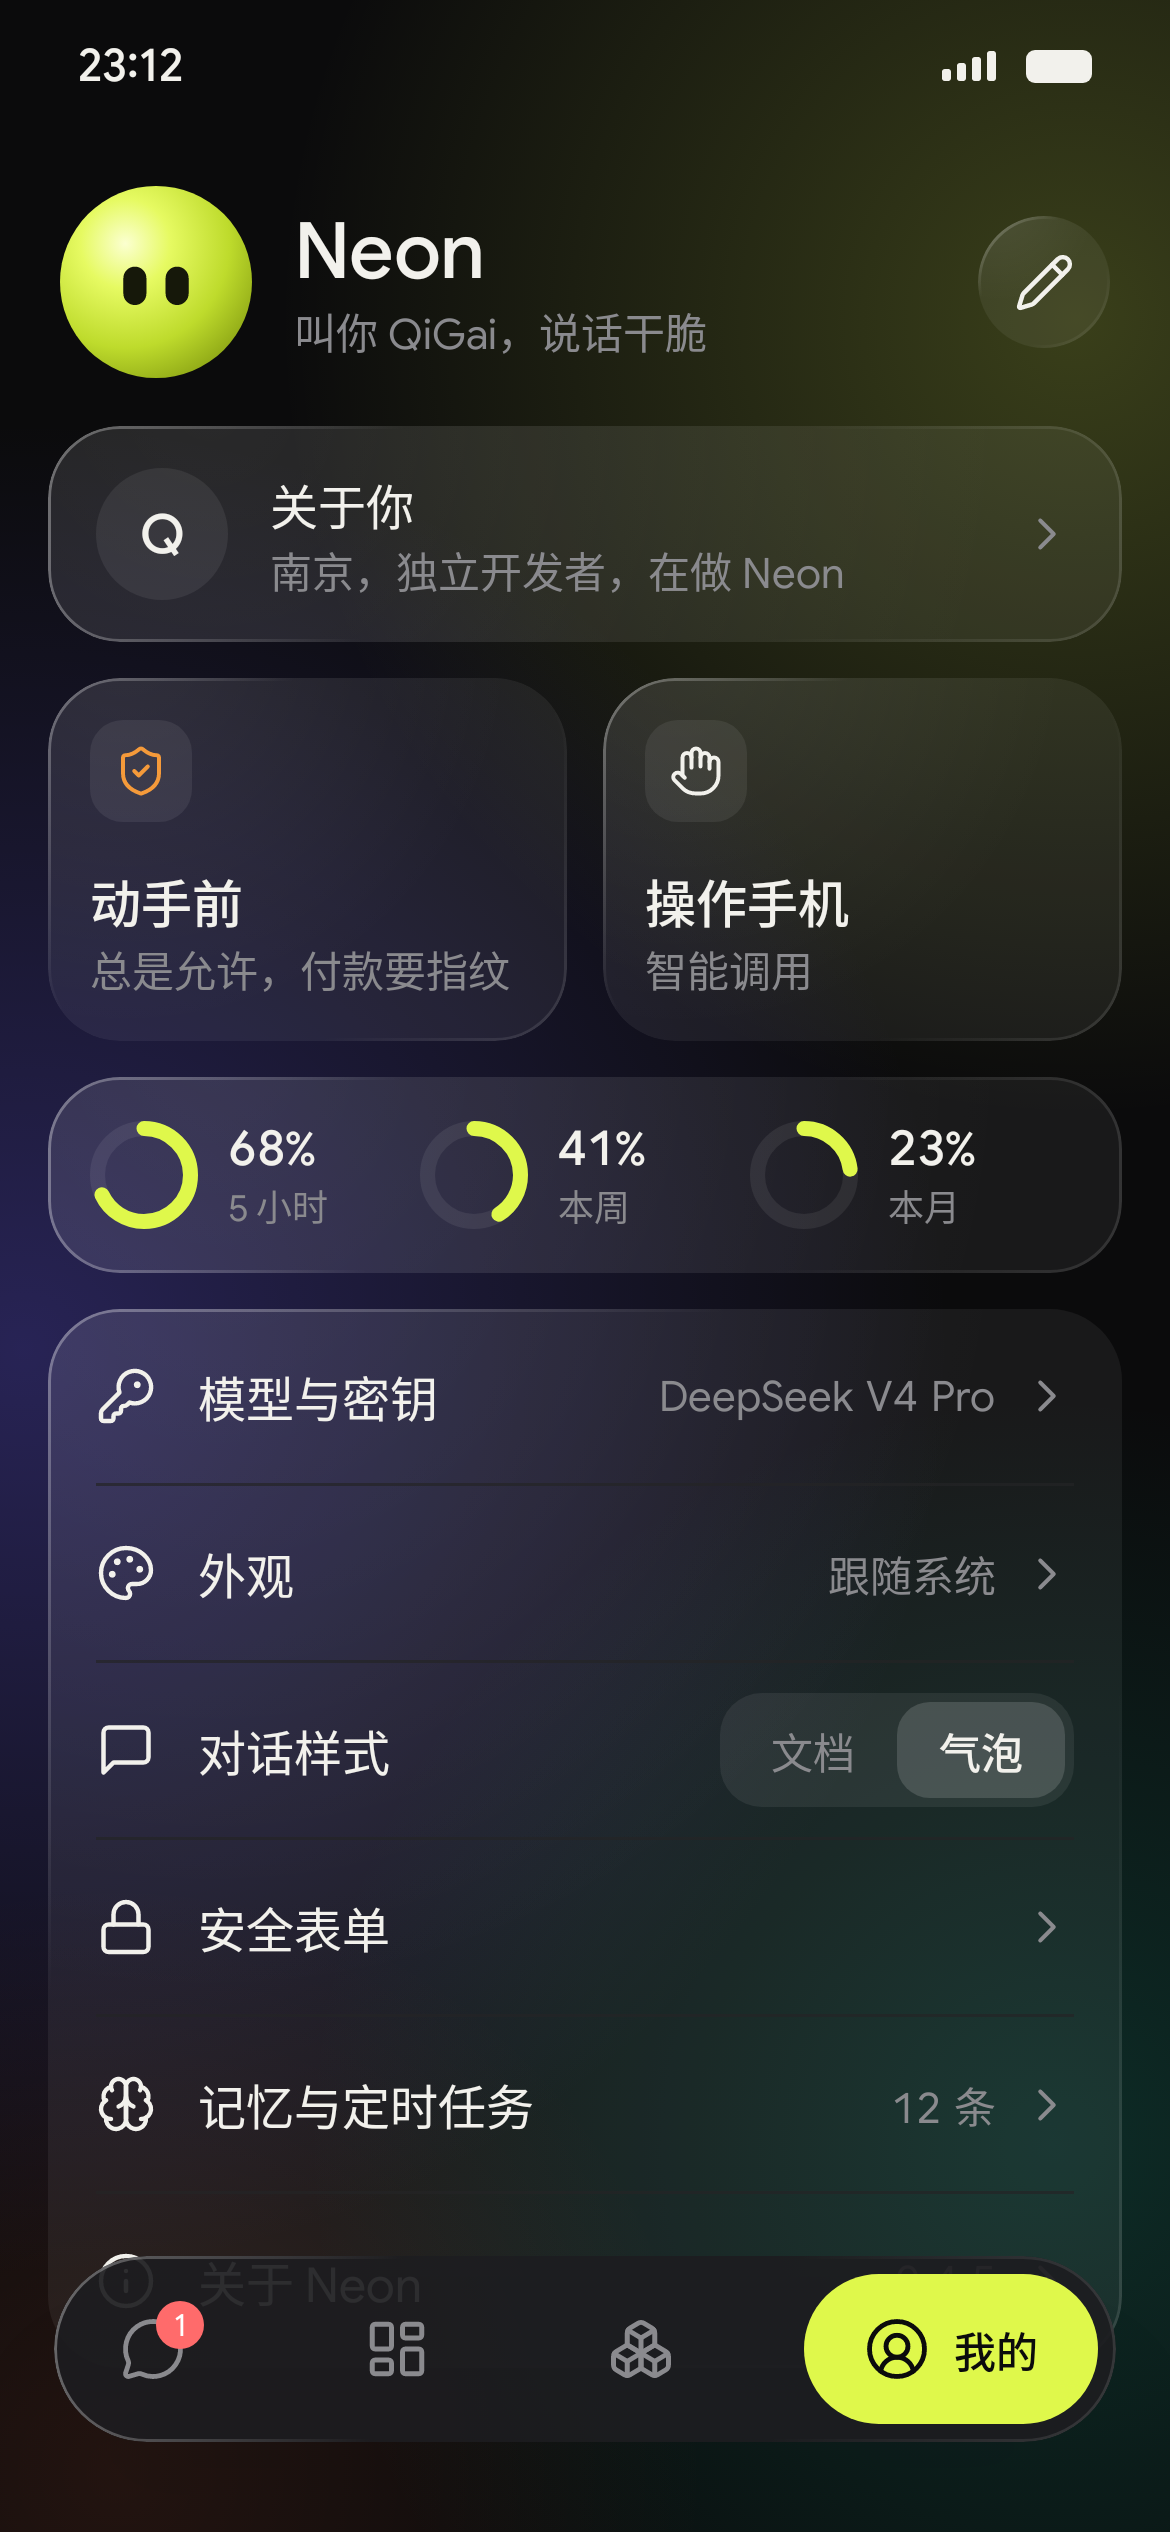 23:12
Neon
叫你 QiGai，说话干脆
Q
关于你
南京，独立开发者，在做 Neon
动手前
总是允许，付款要指纹
操作手机
智能调用
68%
5 小时
41%
本周
23%
本月
模型与密钥
DeepSeek V4 Pro
外观
跟随系统
对话样式
文档
气泡
安全表单
记忆与定时任务
12 条
关于 Neon
1
我的